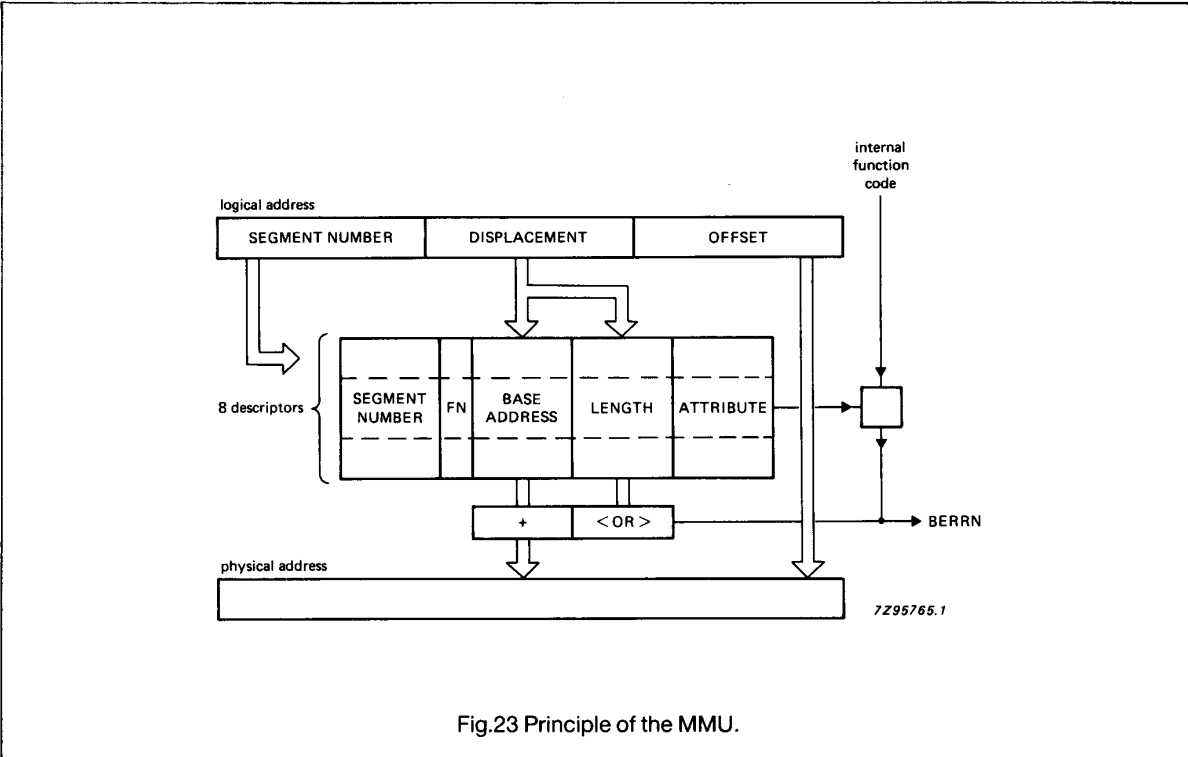 internal
function
code
logical address
SEGMENT NUMBER DISPLACEMENT OFFSET
8 descriptors
SEGMENT
NUMBER
FN
BASE
ADDRESS
LENGTH
ATTRIBUTE
+
<OR>
BERRN
physical address
7Z95765.1
Fig.23 Principle of the MMU.